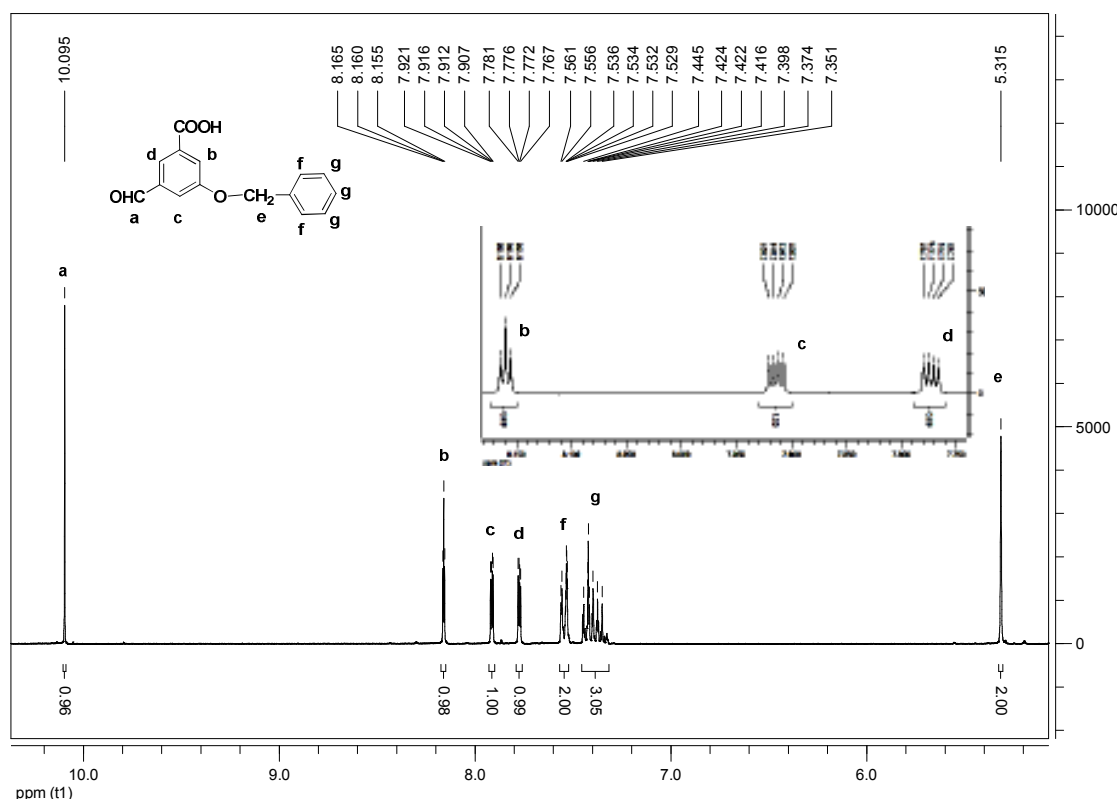 10.095
8.165
8.160
8.155
7.921
7.916
7.912
7.907
7.781
7.776
7.772
7.767
7.561
7.556
7.536
7.534
7.532
7.529
7.445
7.424
7.422
7.416
7.398
7.374
7.351
5.315
COOH
d
b
f
g
OHC
O
CH2
g
a
c
e
f
g
10000
a
b
c
d
e
5000
b
c
d
f
g
0
0.96
0.98
1.00
0.99
2.00
3.05
2.00
10.0
9.0
8.0
7.0
6.0
ppm (t1)